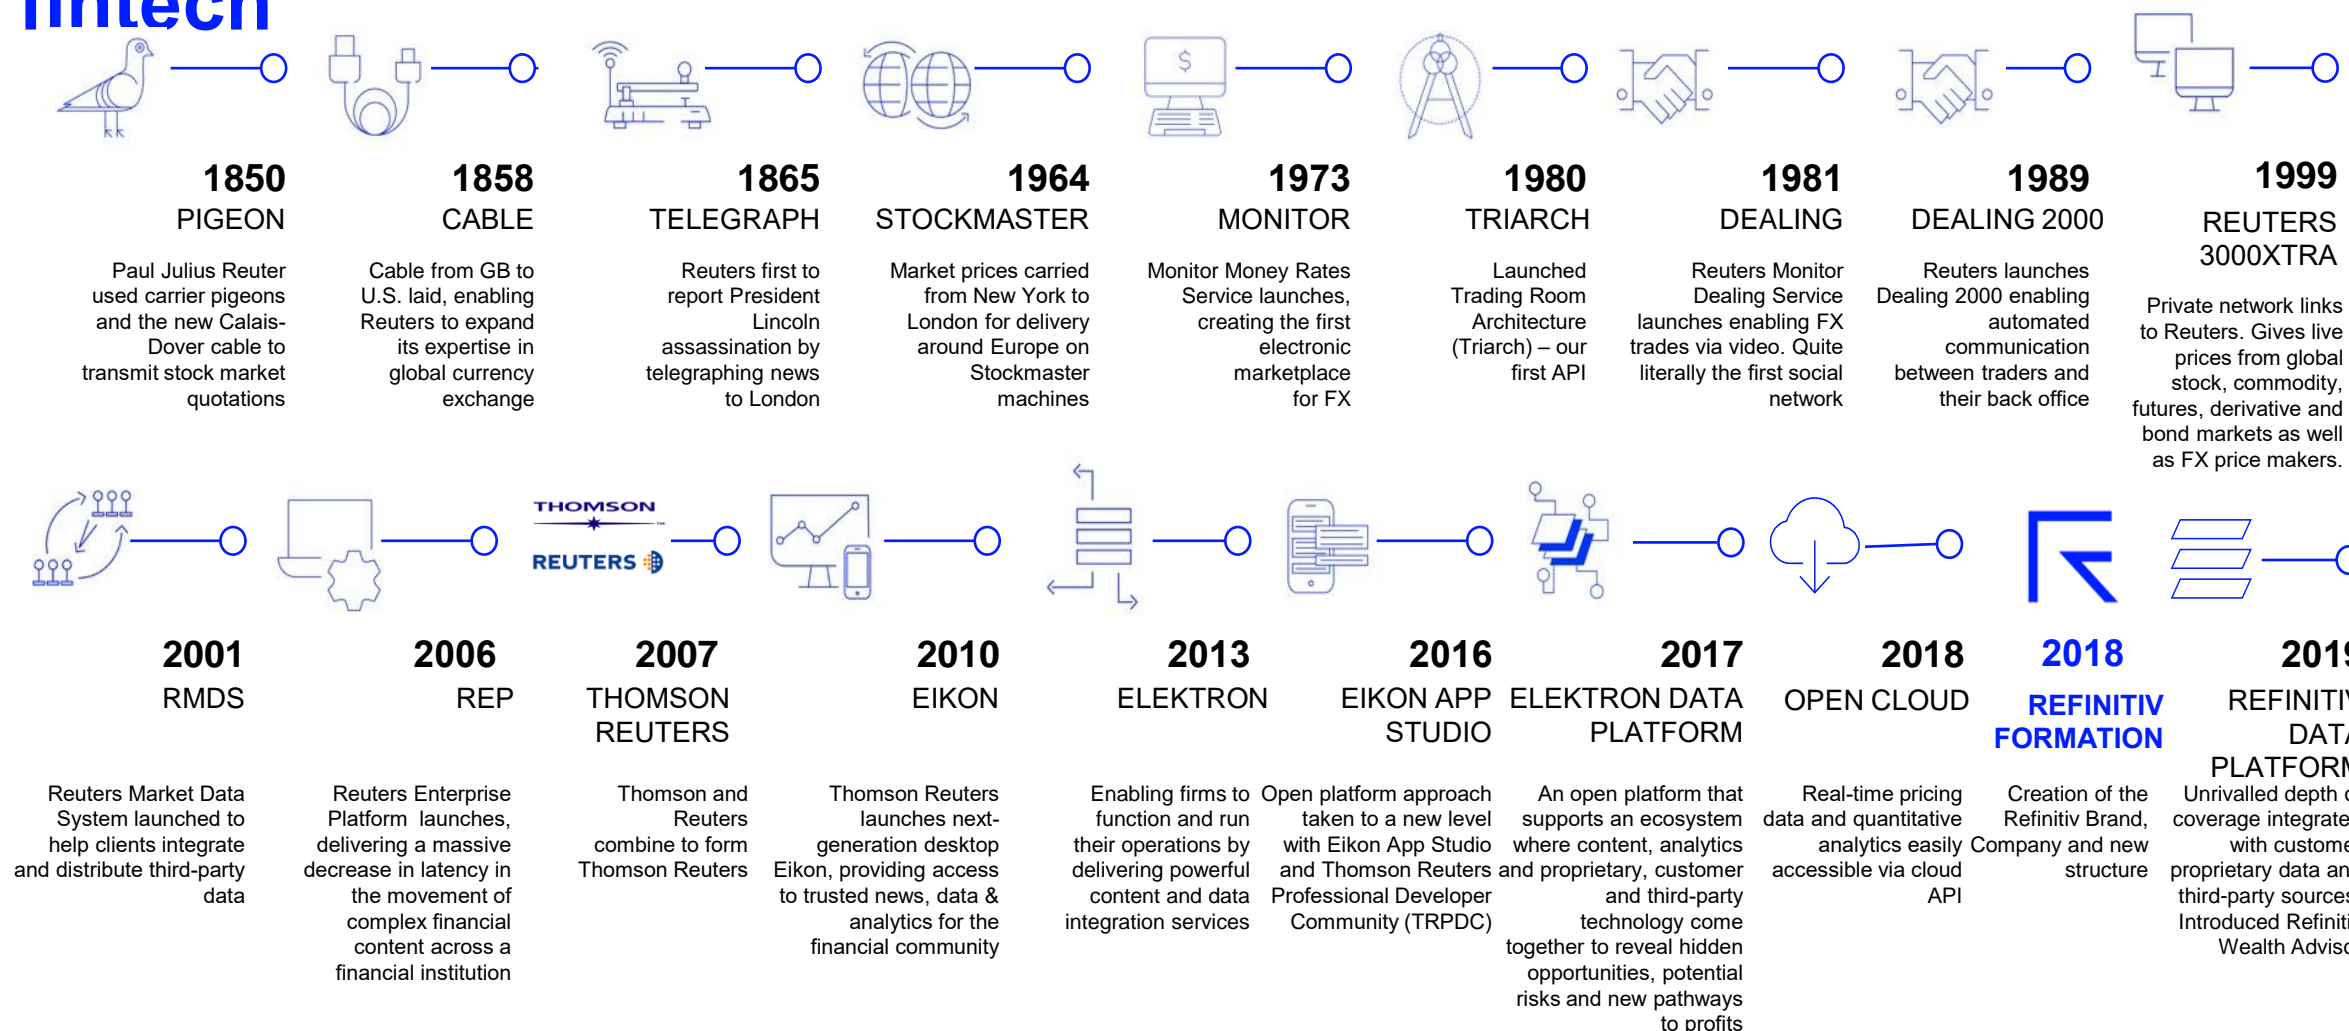 fintech
1850
PIGEON
Paul Julius Reuter
used carrier pigeons
and the new Calais-
Dover cable to
transmit stock market
quotations
1858
CABLE
Cable from GB to
U.S. laid, enabling
Reuters to expand
its expertise in
global currency
exchange
1865
TELEGRAPH
Reuters first to
report President
Lincoln
assassination by
telegraphing news
to London
1964
STOCKMASTER
Market prices carried
from New York to
London for delivery
around Europe on
Stockmaster
machines
$
1973
MONITOR
Monitor Money Rates
Service launches,
creating the first
electronic
marketplace
for FX
1980
TRIARCH
Launched
Trading Room
Architecture
(Triarch) – our
first API
1981
DEALING
Reuters Monitor
Dealing Service
launches enabling FX
trades via video. Quite
literally the first social
network
1989
DEALING 2000
Reuters launches
Dealing 2000 enabling
automated
communication
between traders and
their back office
1999
REUTERS
3000XTRA
Private network links
to Reuters. Gives live
prices from global
stock, commodity,
futures, derivative and
bond markets as well
as FX price makers.
2001
RMDS
Reuters Market Data
System launched to
help clients integrate
and distribute third-party
data
2006
REP
Reuters Enterprise
Platform launches,
delivering a massive
decrease in latency in
the movement of
complex financial
content across a
financial institution
THOMSON
REUTERS
2007
THOMSON
REUTERS
Thomson and
Reuters
combine to form
Thomson Reuters
2010
EIKON
Thomson Reuters
launches next-
generation desktop
Eikon, providing access
to trusted news, data &
analytics for the
financial community
2013
ELEKTRON
Enabling firms to
function and run
their operations by
delivering powerful
content and data
integration services
2016
EIKON APP
STUDIO
Open platform approach
taken to a new level
with Eikon App Studio
and Thomson Reuters
Professional Developer
Community (TRPDC)
2017
ELEKTRON DATA
PLATFORM
An open platform that
supports an ecosystem
where content, analytics
and proprietary, customer
and third-party
technology come
together to reveal hidden
opportunities, potential
risks and new pathways
to profits
2018
OPEN CLOUD
Real-time pricing
data and quantitative
analytics easily
accessible via cloud
API
2018
REFINITIV
FORMATION
Creation of the
Refinitiv Brand,
Company and new
structure
2019
REFINITIV
DATA
PLATFORM
Unrivalled depth
coverage
with
proprietary data
third-party
Introduced
Wealth